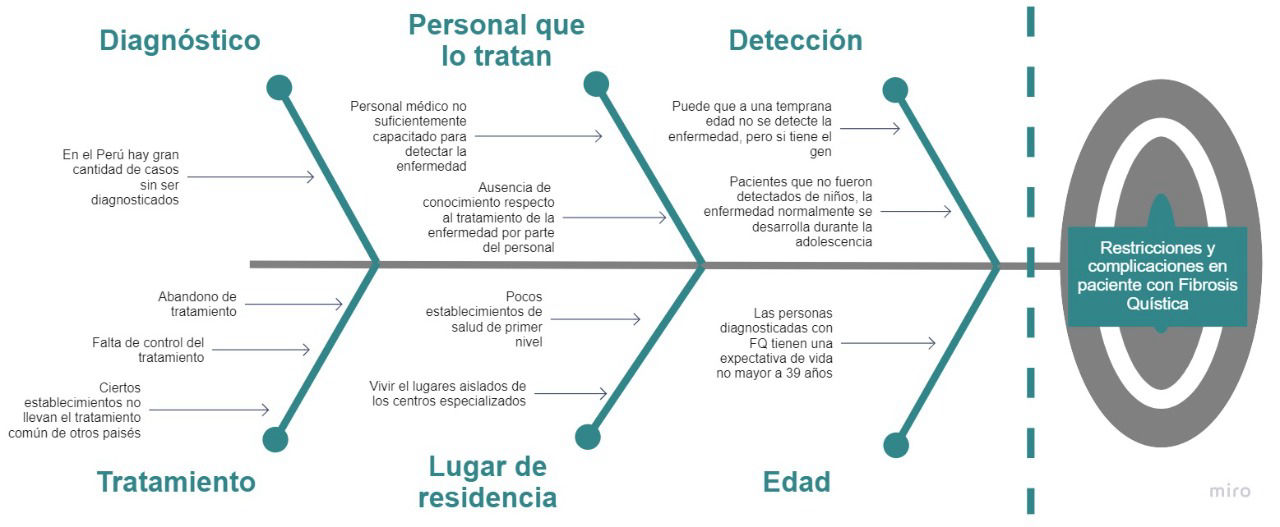 Diagnóstico
Personal que
lo tratan
Detección
En el Perú hay gran
cantidad de casos
sin ser
diagnosticados
Personal médico no
suficientemente
capacitado para
detectar la
enfermedad
Ausencia de
conocimiento respecto
al tratamiento de la
enfermedad por parte
del personal
Puede que a una temprana
edad no se detecte la
enfermedad, pero si tiene el
gen
Pacientes que no fueron
detectados de niños, la
enfermedad normalmente se
desarrolla durante la
adolescencia
Restricciones y
complicaciones en
paciente con Fibrosis
Quística
Abandono de
tratamiento
Falta de control del
tratamiento
Ciertos
establecimientos no
llevan el tratamiento
común de otros paisés
Pocos
establecimientos de
salud de primer
nivel
Vivir el lugares aislados de
los centros especializados
Las personas
diagnosticadas con
FQ tienen una
expectativa de vida
no mayor a 39 años
Tratamiento
Lugar de
residencia
Edad
miro